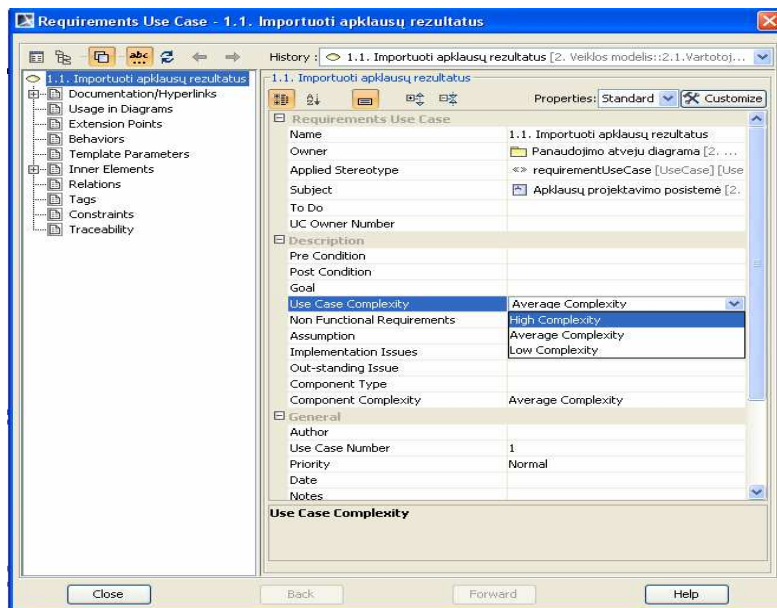 Requirements Use Case - 1.1. Importuoti apklausų rezultatus
History : 1.1. Importuoti apklausų rezultatus [2. Veiklos modelis::2.1.Vartotoj...
1.1. Importuoti apklausų rezultatus
Documentation/Hyperlinks
Usage in Diagrams
Extension Points
Behaviors
Template Parameters
Inner Elements
Relations
Tags
Constraints
Traceability
1.1. Importuoti apklausų rezultatus
Properties: Standard Customize
Requirements Use Case
Name 1.1. Importuoti apklausų rezultatus
Owner Panaudojimo atveju diagrama [2. ...
Applied Stereotype «» requirementUseCase [UseCase] [Use
Subject Apklausų projektavimo posistemė [2.
To Do
UC Owner Number
Description
Pre Condition
Post Condition
Goal
Use Case Complexity Average Complexity
Non Functional Requirements High Complexity
Assumption Average Complexity
Implementation Issues Low Complexity
Out-standing Issue
Component Type
Component Complexity Average Complexity
General
Author
Use Case Number 1
Priority Normal
Date
Notes
Use Case Complexity
Close Back Forward Help